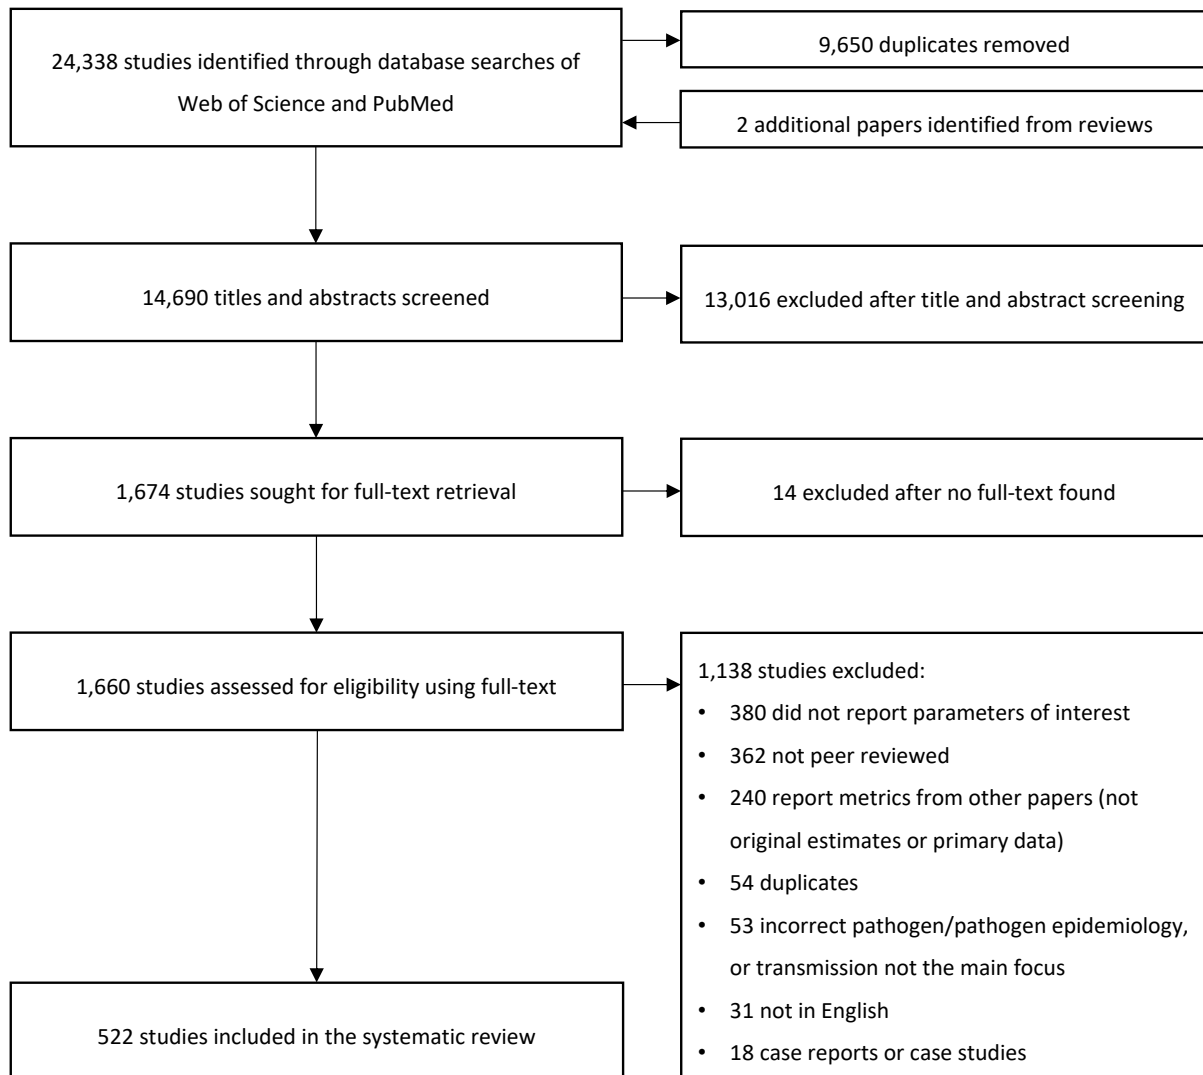 24,338 studies identified through database searches of
Web of Science and PubMed
9,650 duplicates removed
2 additional papers identified from reviews
14,690 titles and abstracts screened
13,016 excluded after title and abstract screening
1,674 studies sought for full-text retrieval
14 excluded after no full-text found
1,660 studies assessed for eligibility using full-text
1,138 studies excluded:
• 380 did not report parameters of interest
• 362 not peer reviewed
• 240 report metrics from other papers (not
original estimates or primary data)
• 54 duplicates
• 53 incorrect pathogen/pathogen epidemiology,
or transmission not the main focus
• 31 not in English
• 18 case reports or case studies
522 studies included in the systematic review